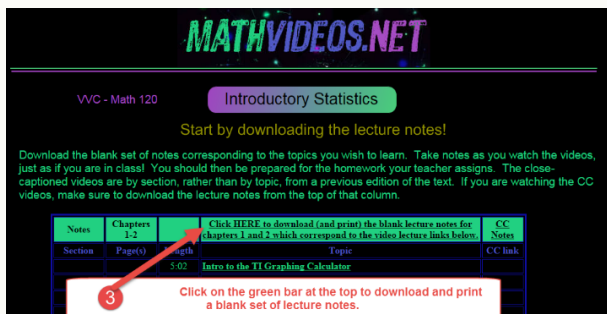 MATHVIDEOS.NET
VVC - Math 120
Introductory Statistics
Start by downloading the lecture notes!
Download the blank set of notes corresponding to the topics you wish to learn. Take notes as you watch the videos,
just as if you are in class! You should then be prepared for the homework your teacher assigns. The close-
captioned videos are by section, rather than by topic, from a previous edition of the text. If you are watching the CC
videos, make sure to download the lecture notes from the top of that column.
Notes
Chapters
1-2
Click HERE to download (and print) the blank lecture notes for
chapters 1 and 2 which correspond to the video lecture links below.
CC
Notes
Section Page(s) Topic CC link
5:02 Intro to the TI Graphing Calculator
3
Click on the green bar at the top to download and print
a blank set of lecture notes.